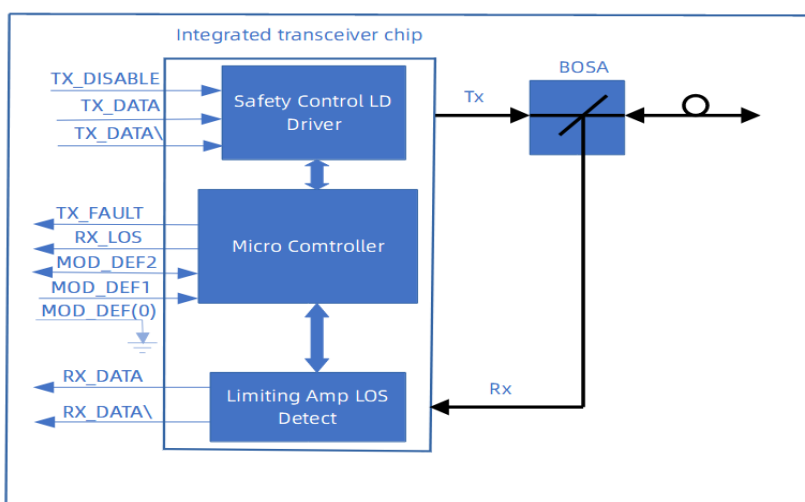 Integrated transceiver chip
BOSA
TX_DISABLE
TX_DATA
TX_DATA\
Safety Control LD
Driver
Tx
TX_FAULT
RX_LOS
MOD_DEF2
MOD_DEF1
MOD_DEF(0)
Micro Comtroller
RX_DATA
RX_DATA\
Limiting Amp LOS
Detect
Rx